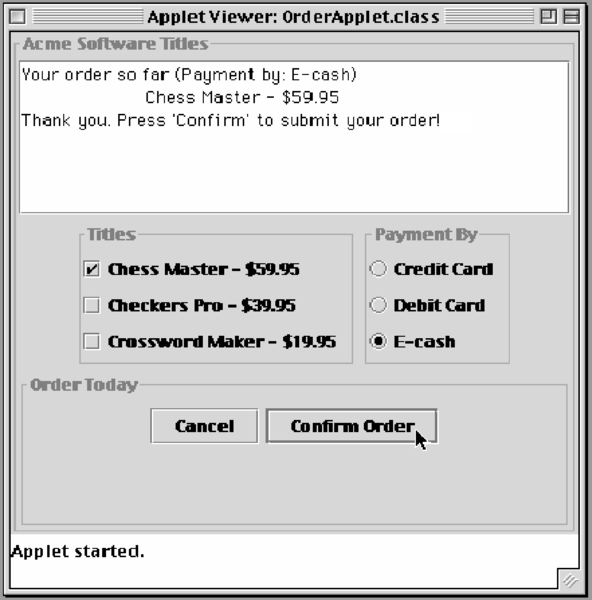 Applet Viewer: OrderApplet.class
Acme Software Titles
Your order so far (Payment by: E-cash)
Chess Master - $59.95
Thank you. Press 'Confirm' to submit your order!
Titles
Chess Master - $59.95
Checkers Pro - $39.95
Crossword Maker - $19.95
Payment By
Credit Card
Debit Card
E-cash
Order Today
Cancel
Confirm Order
Applet started.